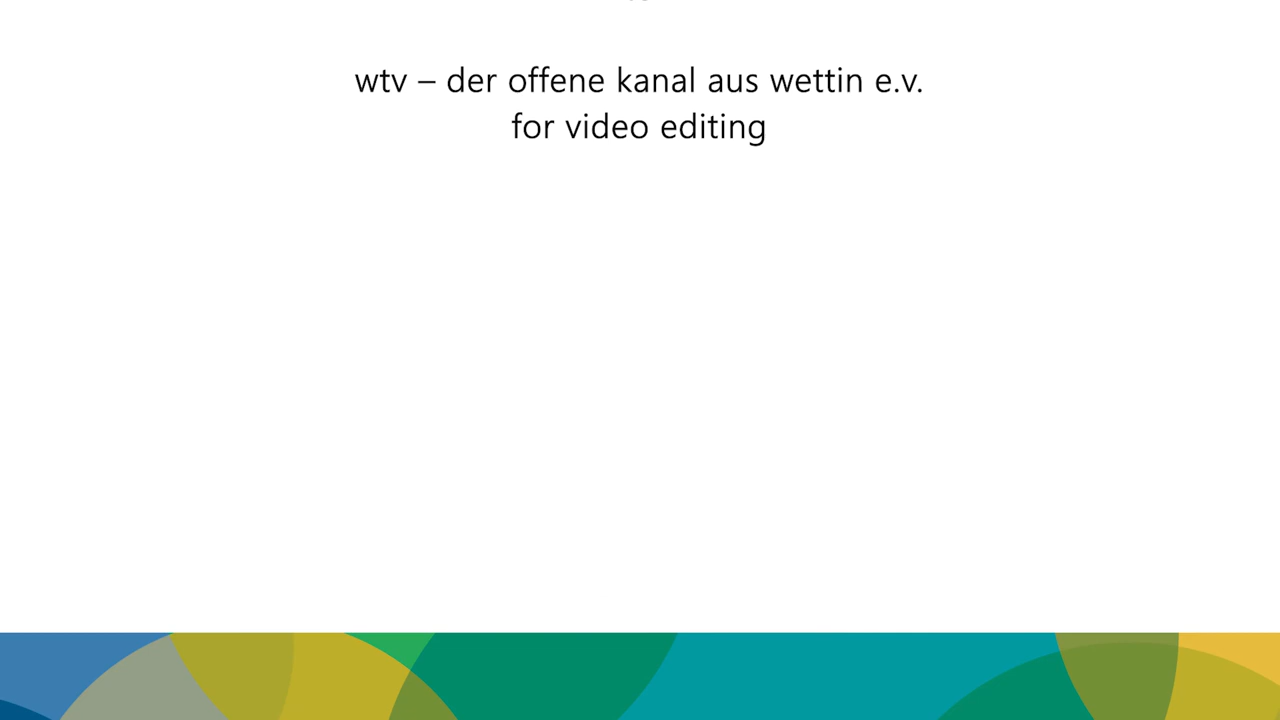 wtv – der offene kanal aus wettin e.v.
for video editing